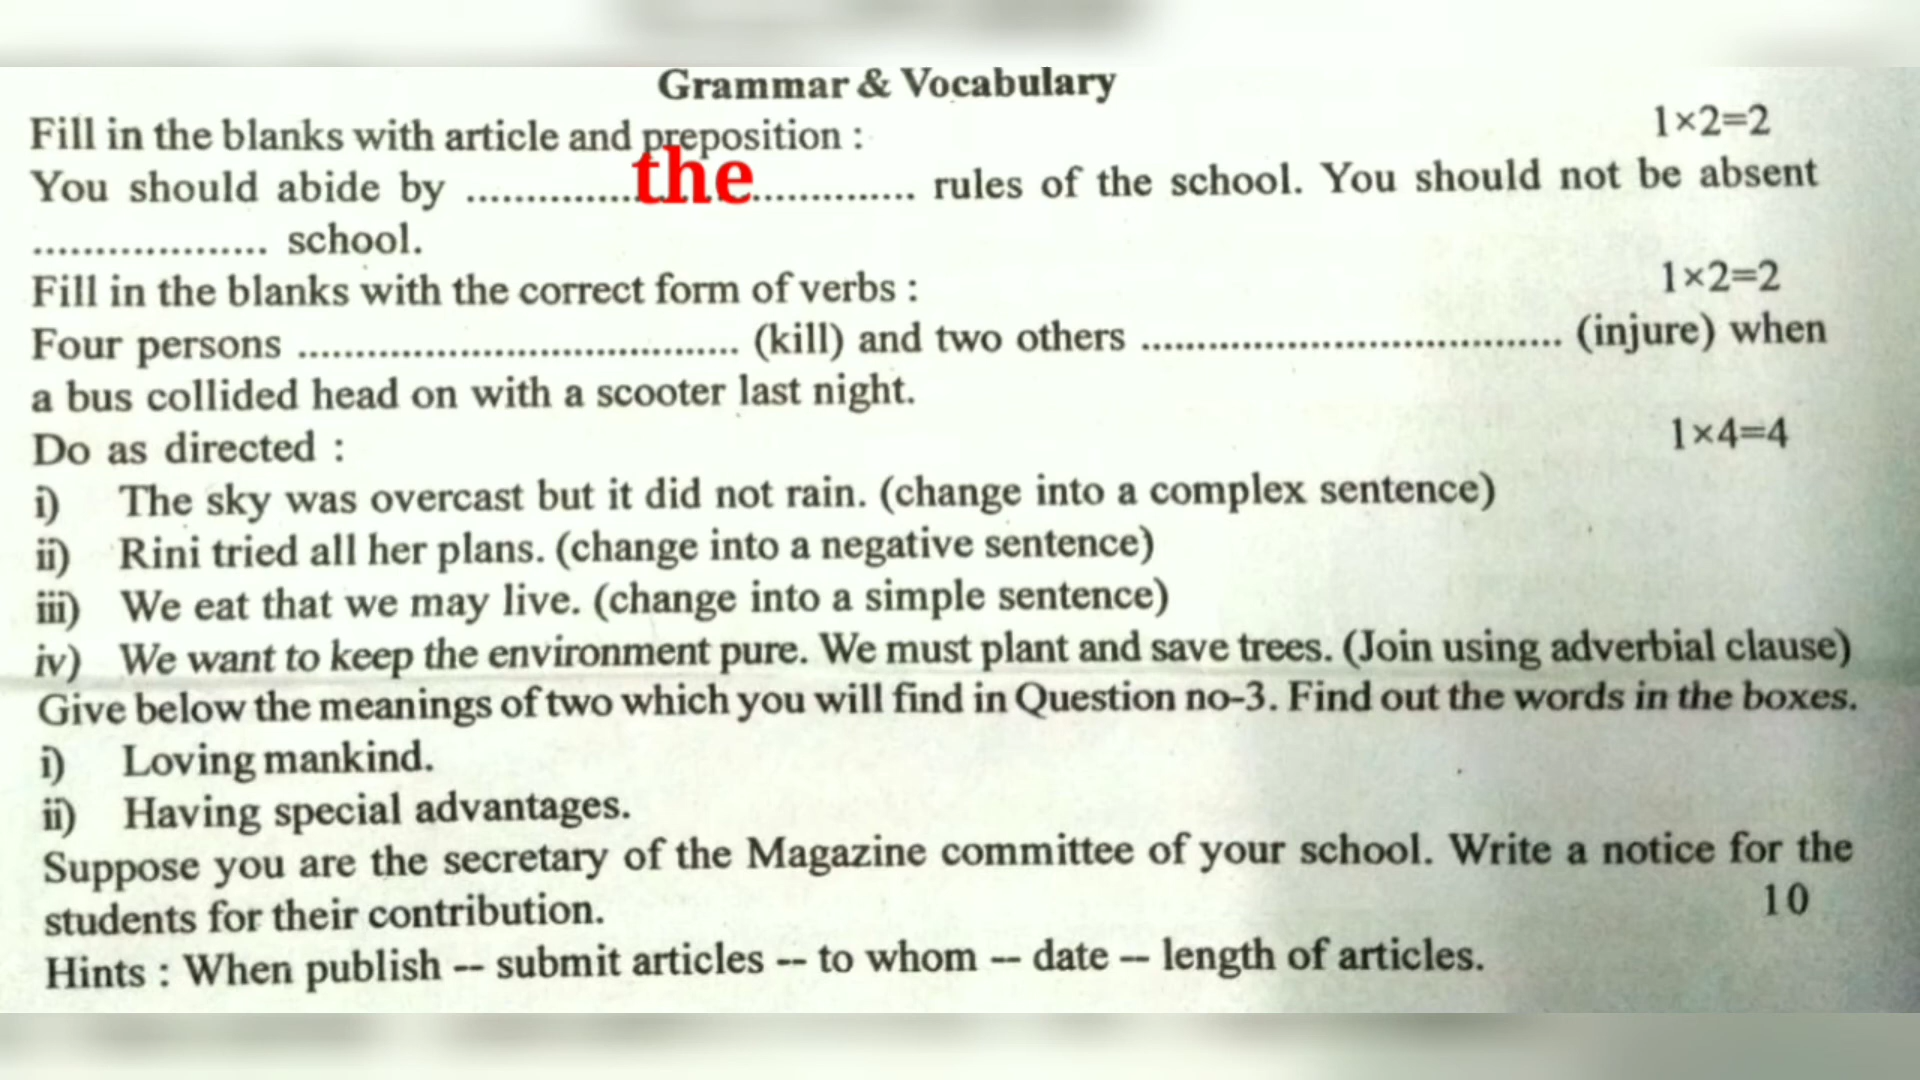 Grammar & Vocabulary
Fill in the blanks with article and preposition : 1×2=2
You should abide by .............the.............. rules of the school. You should not be absent
................... school.
Fill in the blanks with the correct form of verbs : 1×2=2
Four persons ...................................... (kill) and two others ...................................... (injure) when
a bus collided head on with a scooter last night.
Do as directed : 1×4=4
i) The sky was overcast but it did not rain. (change into a complex sentence)
ii) Rini tried all her plans. (change into a negative sentence)
iii) We eat that we may live. (change into a simple sentence)
iv) We want to keep the environment pure. We must plant and save trees. (Join using adverbial clause)
Give below the meanings of two which you will find in Question no-3. Find out the words in the boxes.
i) Loving mankind.
ii) Having special advantages.
Suppose you are the secretary of the Magazine committee of your school. Write a notice for the
students for their contribution. 10
Hints : When publish -- submit articles -- to whom -- date -- length of articles.